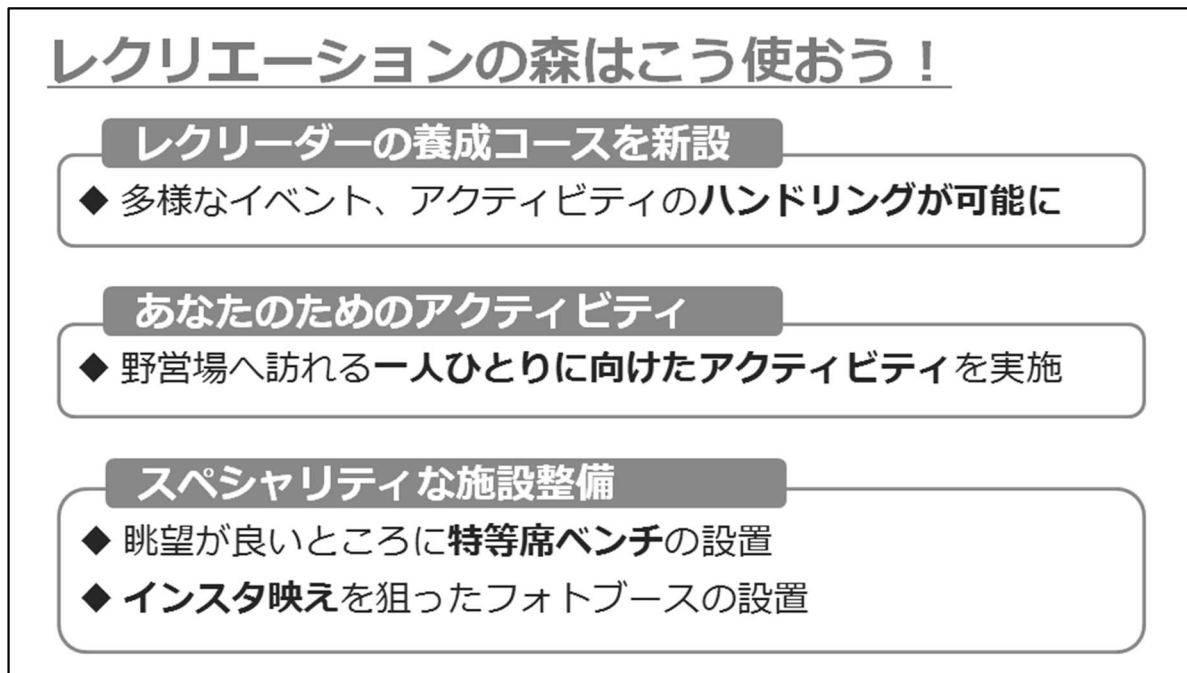 レクリエーションの森はこう使おう！
レクリーダーの養成コースを新設
◆ 多様なイベント、アクティビティのハンドリングが可能に
あなたのためのアクティビティ
◆ 野営場へ訪れる一人ひとりに向けたアクティビティを実施
スペシャリティな施設整備
◆ 眺望が良いところに特等席ベンチの設置
◆ インスタ映えを狙ったフォトブースの設置